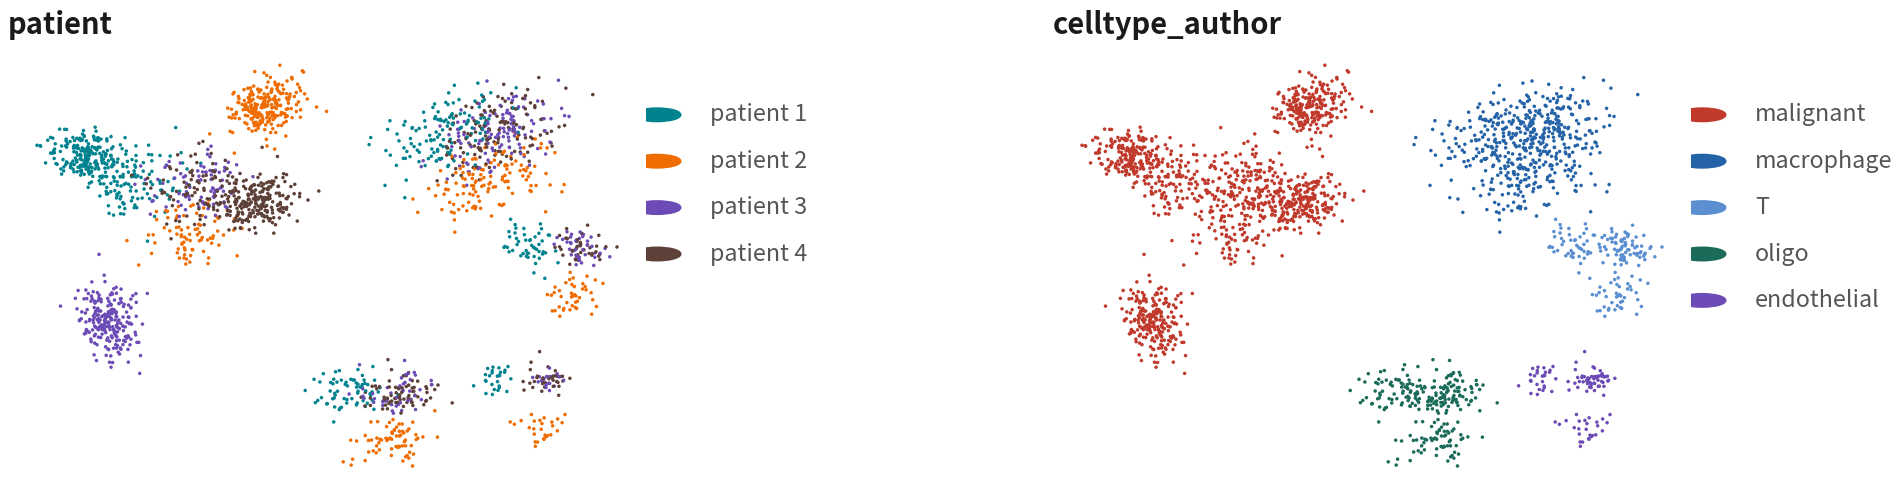 patient
patient 1
patient 2
patient 3
patient 4
celltype_author
malignant
macrophage
T
oligo
endothelial